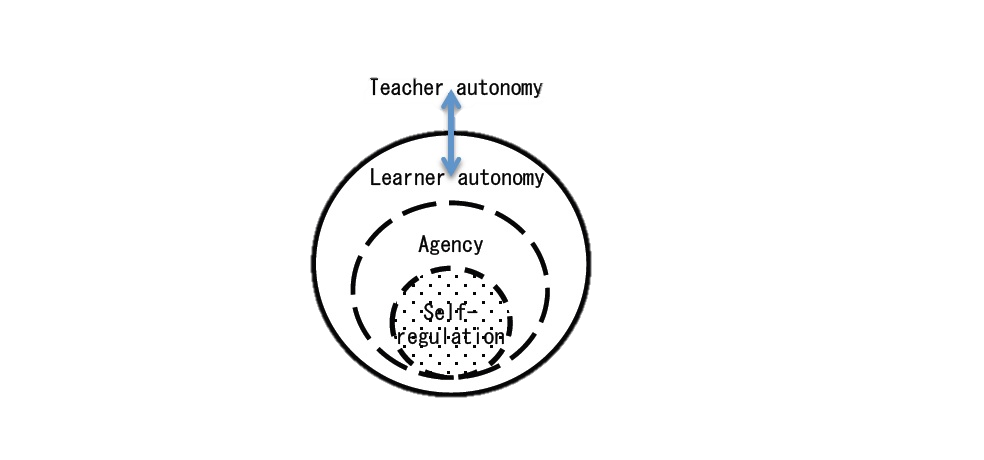 Teacher autonomy
Learner autonomy
Agency
Self-
regulation